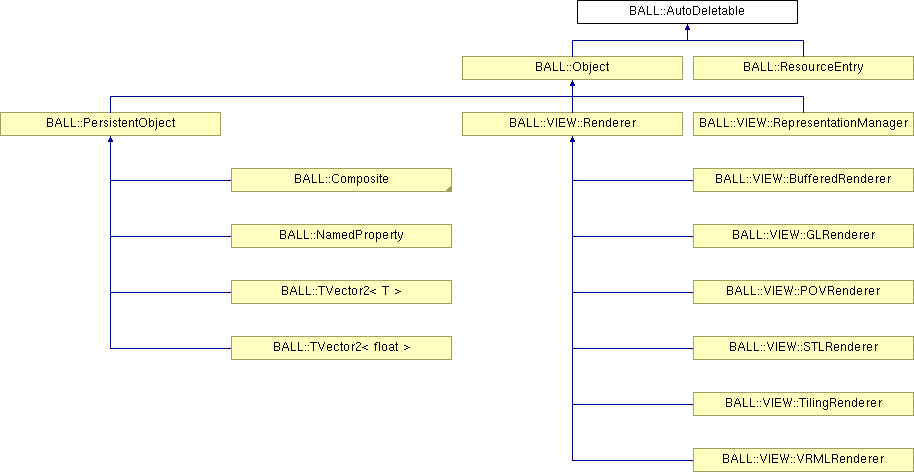 BALL::AutoDeletable
BALL::Object
BALL::ResourceEntry
BALL::PersistentObject
BALL::VIEW::Renderer
BALL::VIEW::RepresentationManager
BALL::Composite
BALL::VIEW::BufferedRenderer
BALL::NamedProperty
BALL::VIEW::GLRenderer
BALL::TVector2< T >
BALL::VIEW::POVRenderer
BALL::TVector2< float >
BALL::VIEW::STLRenderer
BALL::VIEW::TilingRenderer
BALL::VIEW::VRMLRenderer